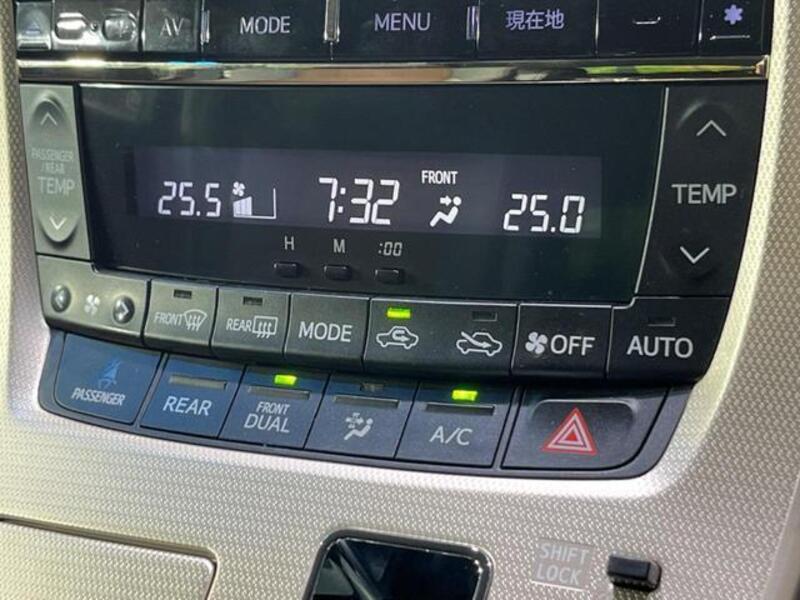 AV
MODE
MENU
現在地
PASSENGER
/REAR
TEMP
25.5
7:32
FRONT
25.0
TEMP
H
M
:00
FRONT
REAR
MODE
OFF
AUTO
PASSENGER
REAR
FRONT
DUAL
A/C
SHIFT
LOCK